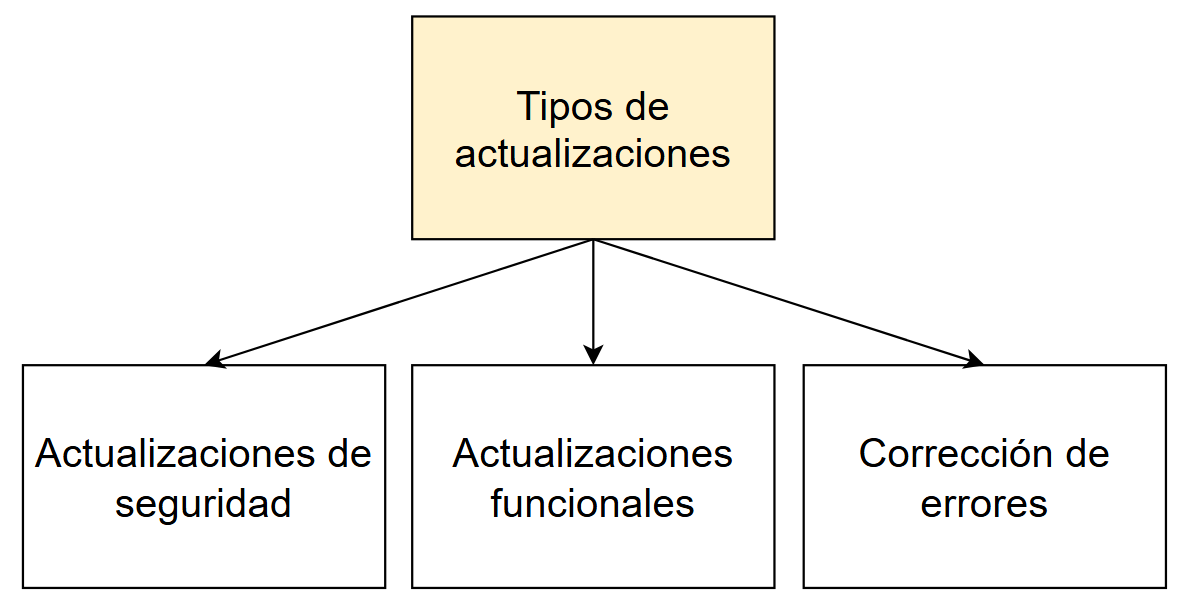 Tipos de
actualizaciones
Actualizaciones de
seguridad
Actualizaciones
funcionales
Corrección de
errores